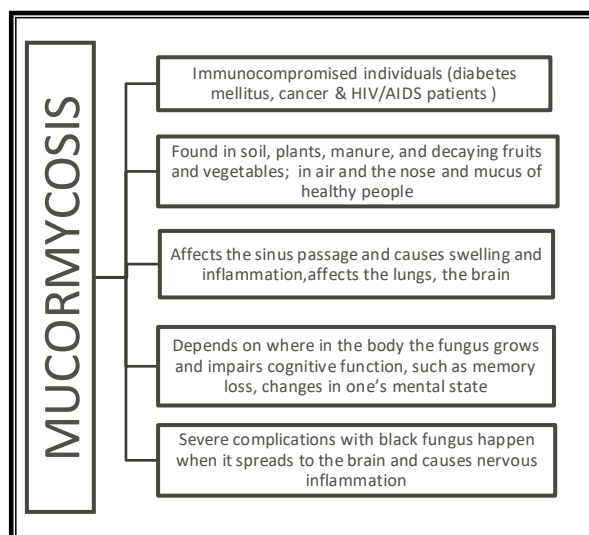 MUCORMYCOSIS
Immunocompromised individuals (diabetes
mellitus, cancer & HIV/AIDS patients )
Found in soil, plants, manure, and decaying fruits
and vegetables; in air and the nose and mucus of
healthy people
Affects the sinus passage and causes swelling and
inflammation,affects the lungs, the brain
Depends on where in the body the fungus grows
and impairs cognitive function, such as memory
loss, changes in one’s mental state
Severe complications with black fungus happen
when it spreads to the brain and causes nervous
inflammation